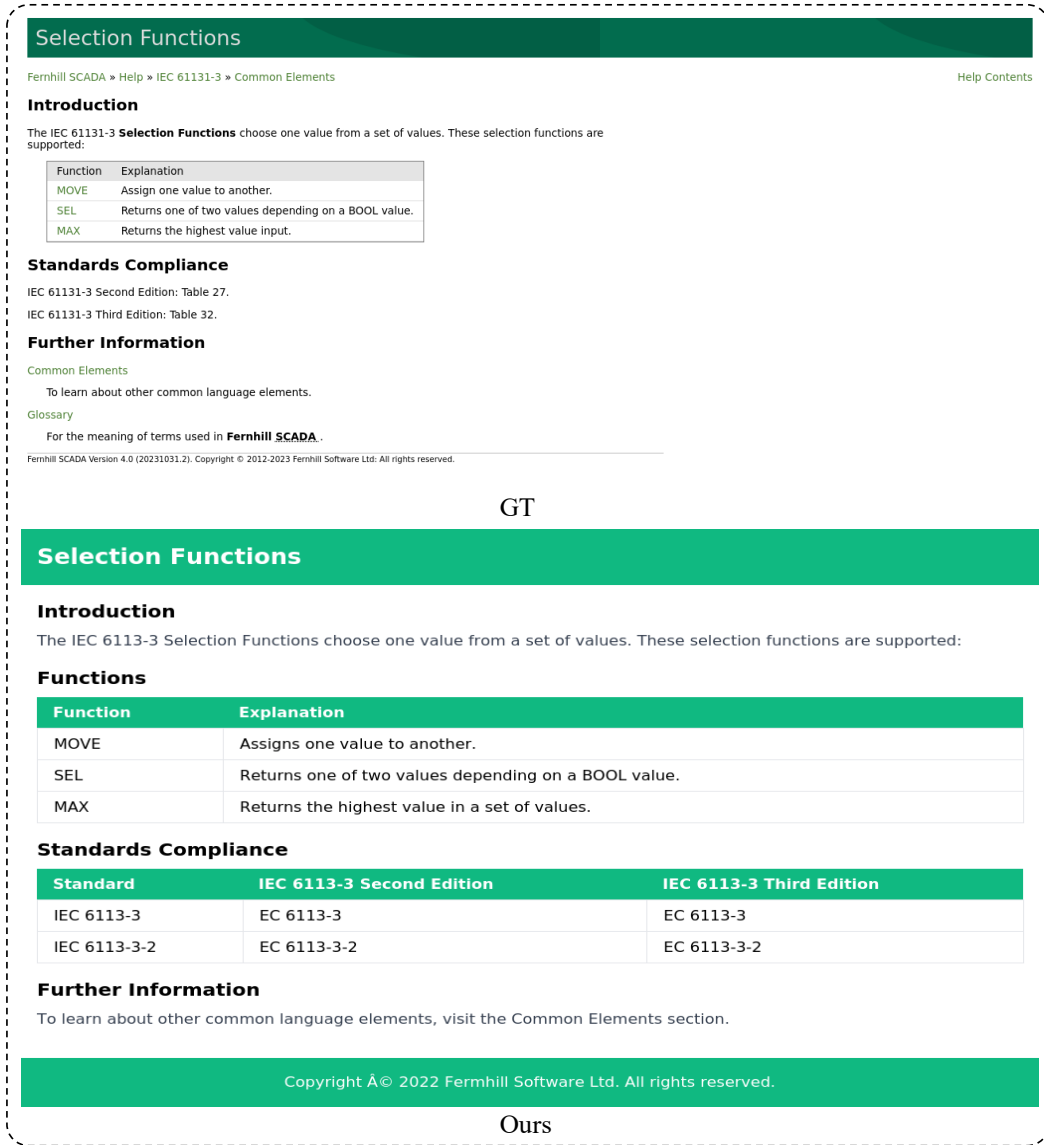 Selection Functions
Fernhill SCADA » Help » IEC 61131-3 » Common Elements Help Contents
Introduction
The IEC 61131-3 Selection Functions choose one value from a set of values. These selection functions are
supported:
Function Explanation
MOVE Assign one value to another.
SEL Returns one of two values depending on a BOOL value.
MAX Returns the highest value input.
Standards Compliance
IEC 61131-3 Second Edition: Table 27.
IEC 61131-3 Third Edition: Table 32.
Further Information
Common Elements
To learn about other common language elements.
Glossary
For the meaning of terms used in Fernhill SCADA .
Fernhill SCADA Version 4.0 (20231031.2). Copyright © 2012-2023 Fernhill Software Ltd: All rights reserved.
GT
Selection Functions
Introduction
The IEC 6113-3 Selection Functions choose one value from a set of values. These selection functions are supported:
Functions
Function Explanation
MOVE Assigns one value to another.
SEL Returns one of two values depending on a BOOL value.
MAX Returns the highest value in a set of values.
Standards Compliance
Standard IEC 6113-3 Second Edition IEC 6113-3 Third Edition
IEC 6113-3 EC 6113-3 EC 6113-3
IEC 6113-3-2 EC 6113-3-2 EC 6113-3-2
Further Information
To learn about other common language elements, visit the Common Elements section.
Copyright Â© 2022 Fermhill Software Ltd. All rights reserved.
Ours